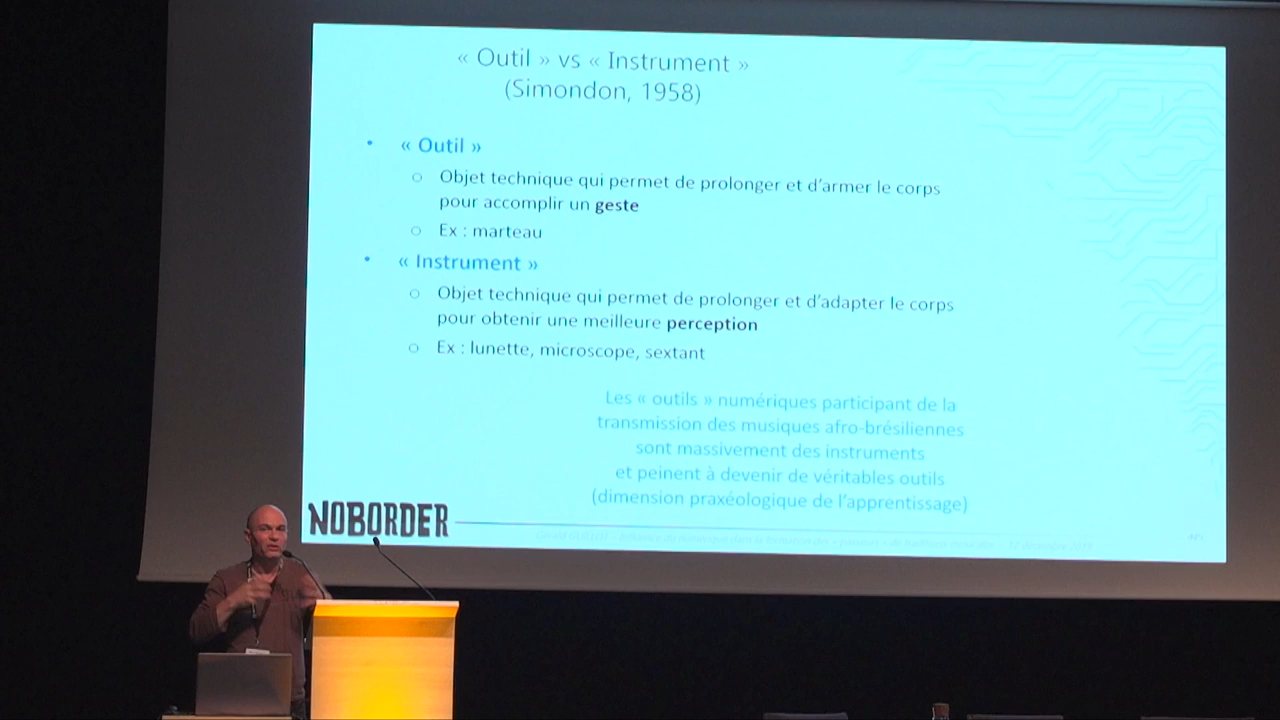 « Outil » vs « Instrument »
(Simondon, 1958)
• « Outil »
○ Objet technique qui permet de prolonger et d'armer le corps
pour accomplir un geste
○ Ex : marteau
• « Instrument »
○ Objet technique qui permet de prolonger et d'adapter le corps
pour obtenir une meilleure perception
○ Ex : lunette, microscope, sextant
Les « outils » numériques participant de la
transmission des musiques afro-brésiliennes
sont massivement des instruments
et peinent à devenir de véritables outils
(dimension praxéologique de l'apprentissage)
NOBORDER